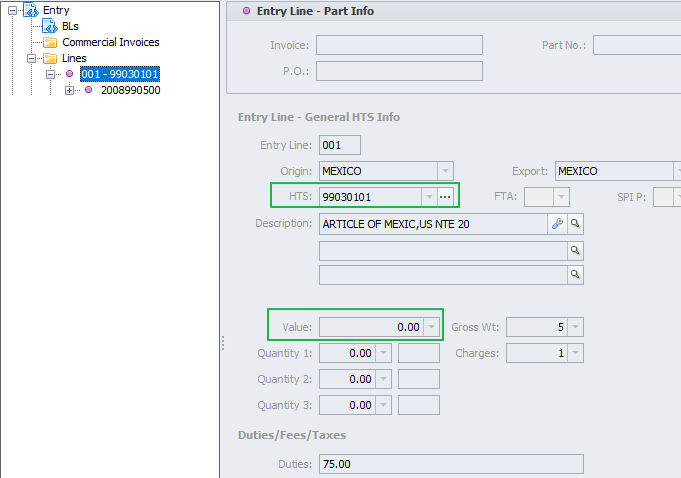 Entry
BLs
Commercial Invoices
Lines
001 - 99030101
2008990500
Entry Line - Part Info
Invoice: Part No.:
P.O.:
Entry Line - General HTS Info
Entry Line: 001
Origin: MEXICO Export: MEXICO
HTS: 99030101 ... FTA: SPI P:
Description: ARTICLE OF MEXIC,US NTE 20
Value: 0.00 Gross Wt: 5
Quantity 1: 0.00 Charges: 1
Quantity 2: 0.00
Quantity 3: 0.00
Duties/Fees/Taxes
Duties: 75.00